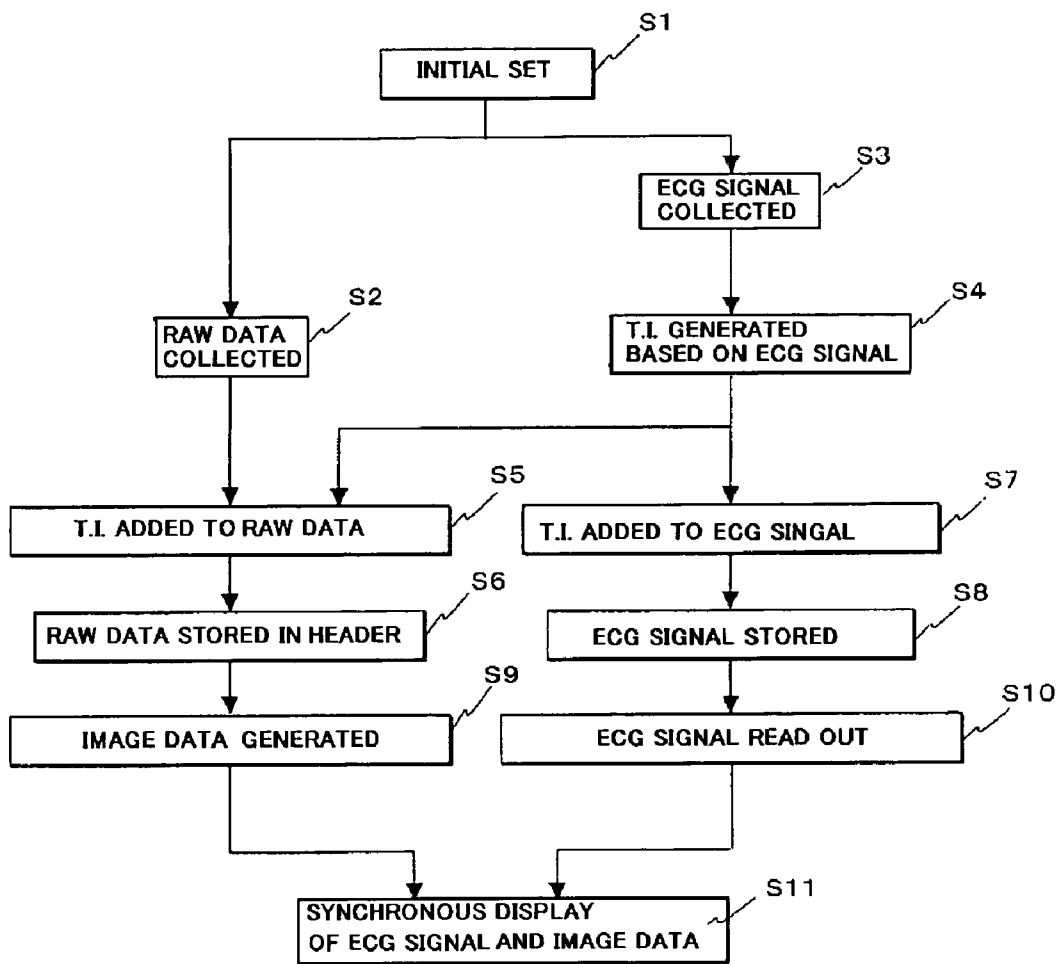 S1
INITIAL SET
S3
ECG SIGNAL
COLLECTED
S2
RAW DATA
COLLECTED
S4
T.I. GENERATED
BASED ON ECG SIGNAL
S5
T.I. ADDED TO RAW DATA
S7
T.I. ADDED TO ECG SINGAL
S6
RAW DATA STORED IN HEADER
S8
ECG SIGNAL STORED
S9
IMAGE DATA GENERATED
S10
ECG SIGNAL READ OUT
S11
SYNCHRONOUS DISPLAY
OF ECG SIGNAL AND IMAGE DATA